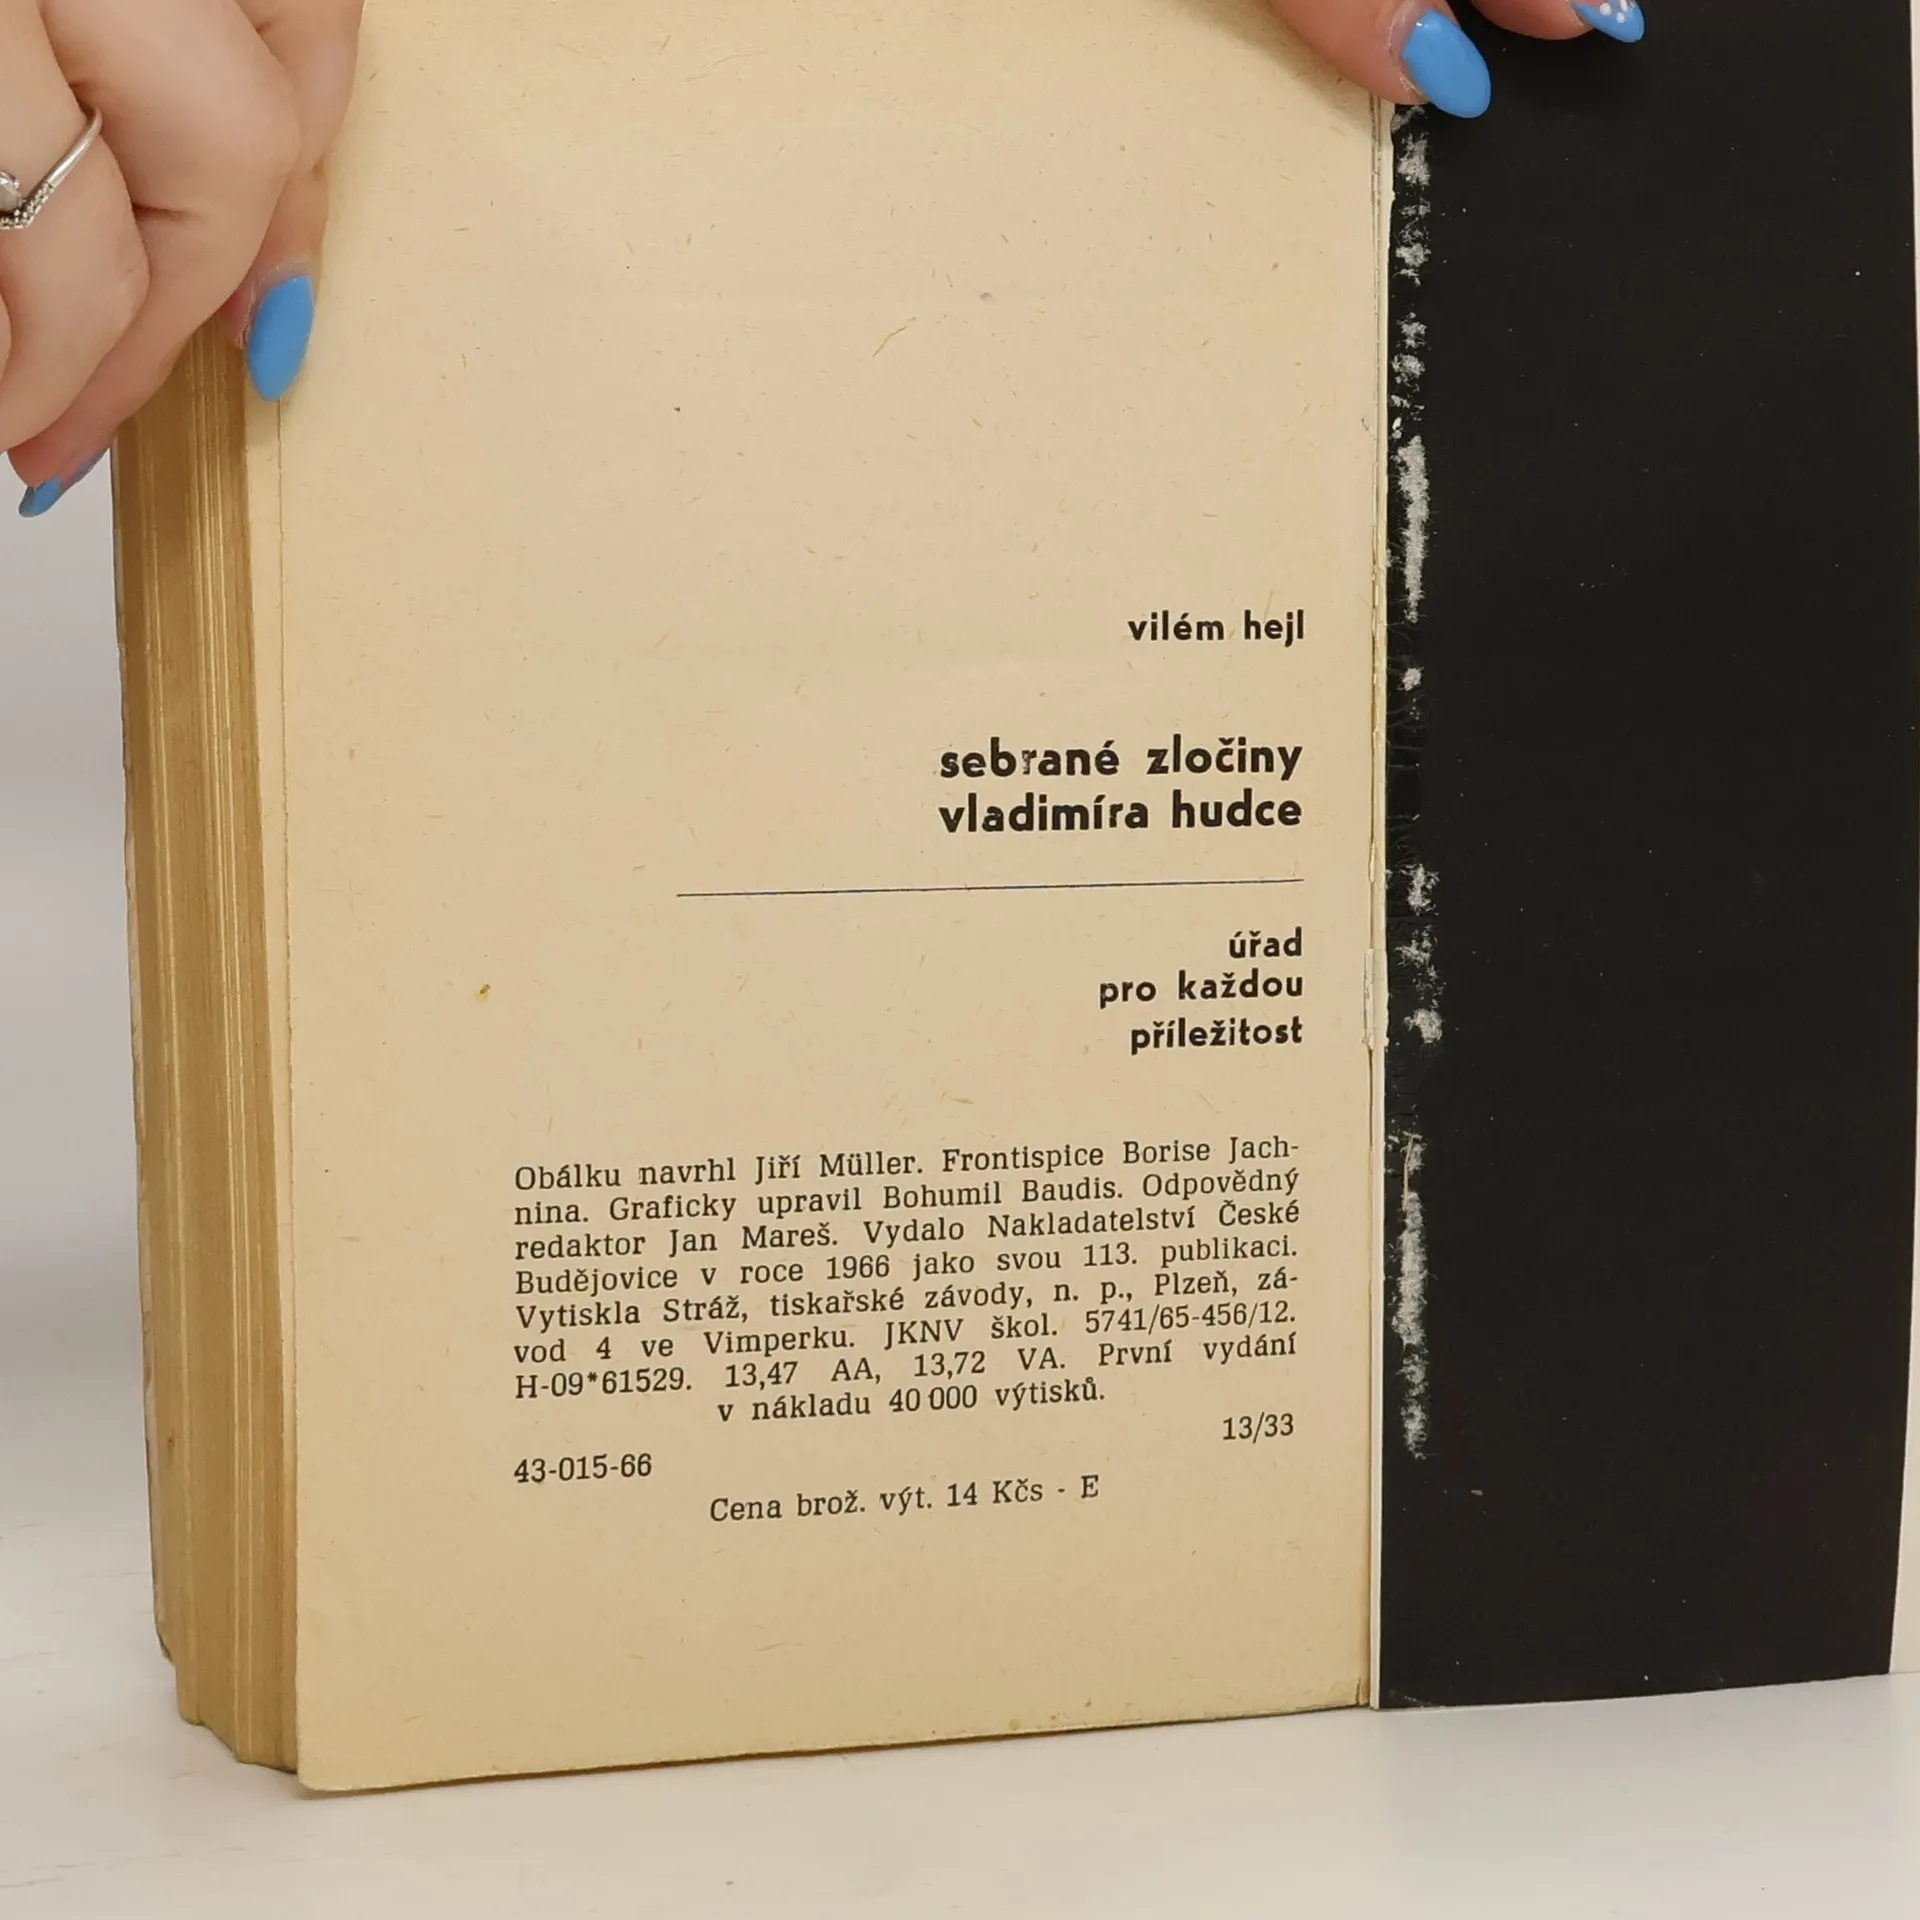 vilém hejl
sebrané zločiny
vladimíra hudce
úřad
pro každou
příležitost
Obálku navrhl Jiří Müller. Frontispice Borise Jach-
nina. Graficky upravil Bohumil Baudis. Odpovědný
redaktor Jan Mareš. Vydalo Nakladatelství České
Budějovice v roce 1966 jako svou 113. publikaci.
Vytiskla Stráž, tiskařské závody, n. p., Plzeň, zá-
vod 4 ve Vimperku. JKNV škol. 5741/65-456/12.
H-09*61529. 13,47 AA, 13,72 VA. První vydání
v nákladu 40 000 výtisků.
13/33
43-015-66
Cena brož. výt. 14 Kčs - E